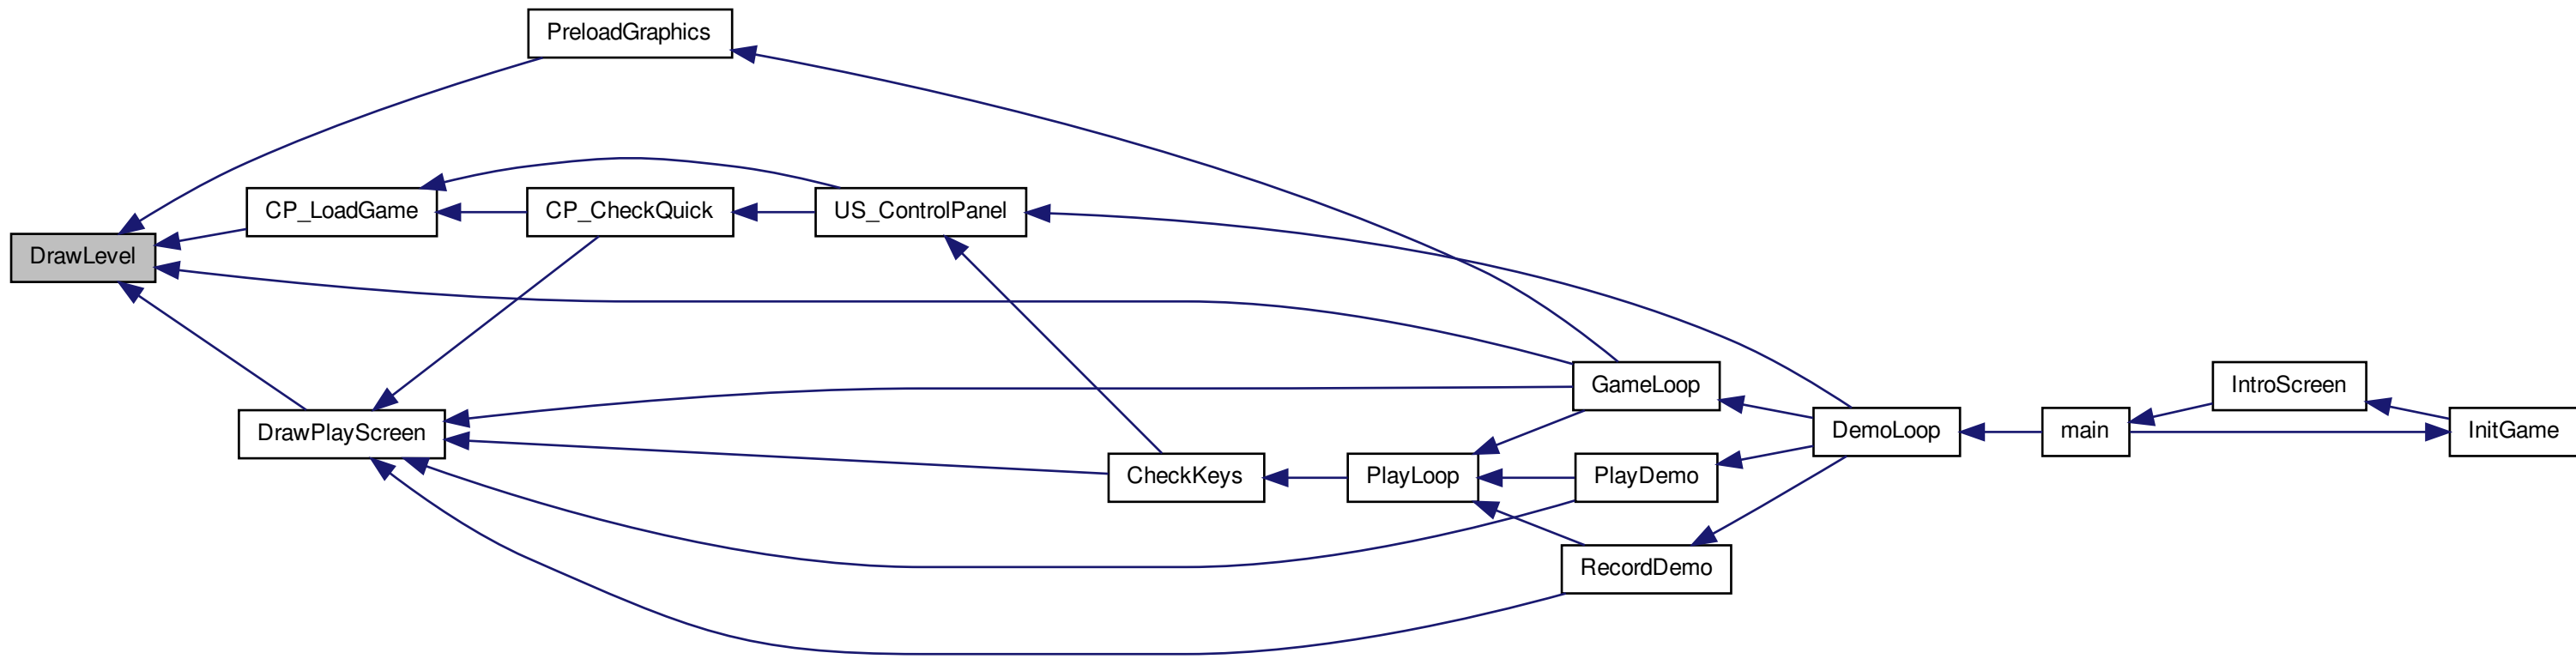 PreloadGraphics
CP_LoadGame
CP_CheckQuick
US_ControlPanel
DrawLevel
GameLoop
IntroScreen
DrawPlayScreen
DemoLoop
main
InitGame
CheckKeys
PlayLoop
PlayDemo
RecordDemo